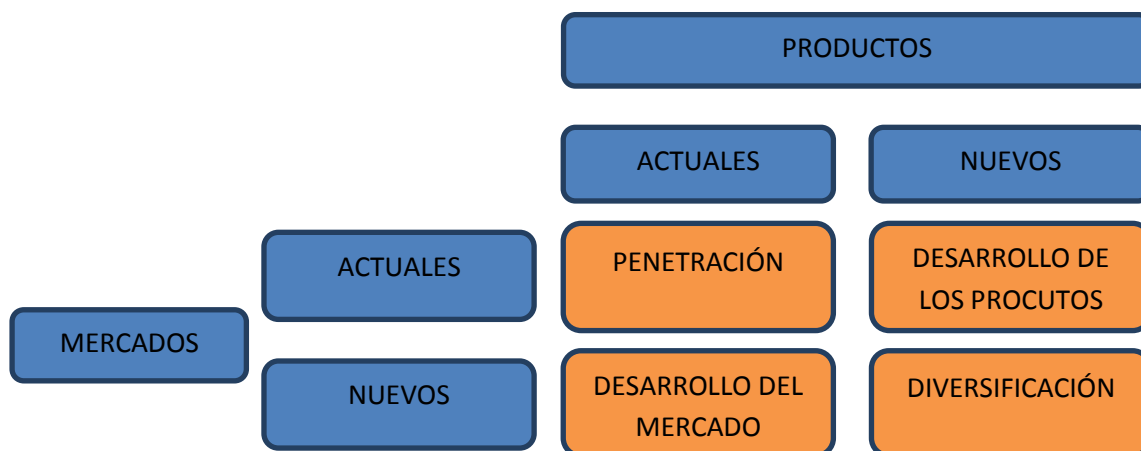 PRODUCTOS
ACTUALES
NUEVOS
ACTUALES
PENETRACIÓN
DESARROLLO DE
LOS PROCUTOS
MERCADOS
NUEVOS
DESARROLLO DEL
MERCADO
DIVERSIFICACIÓN